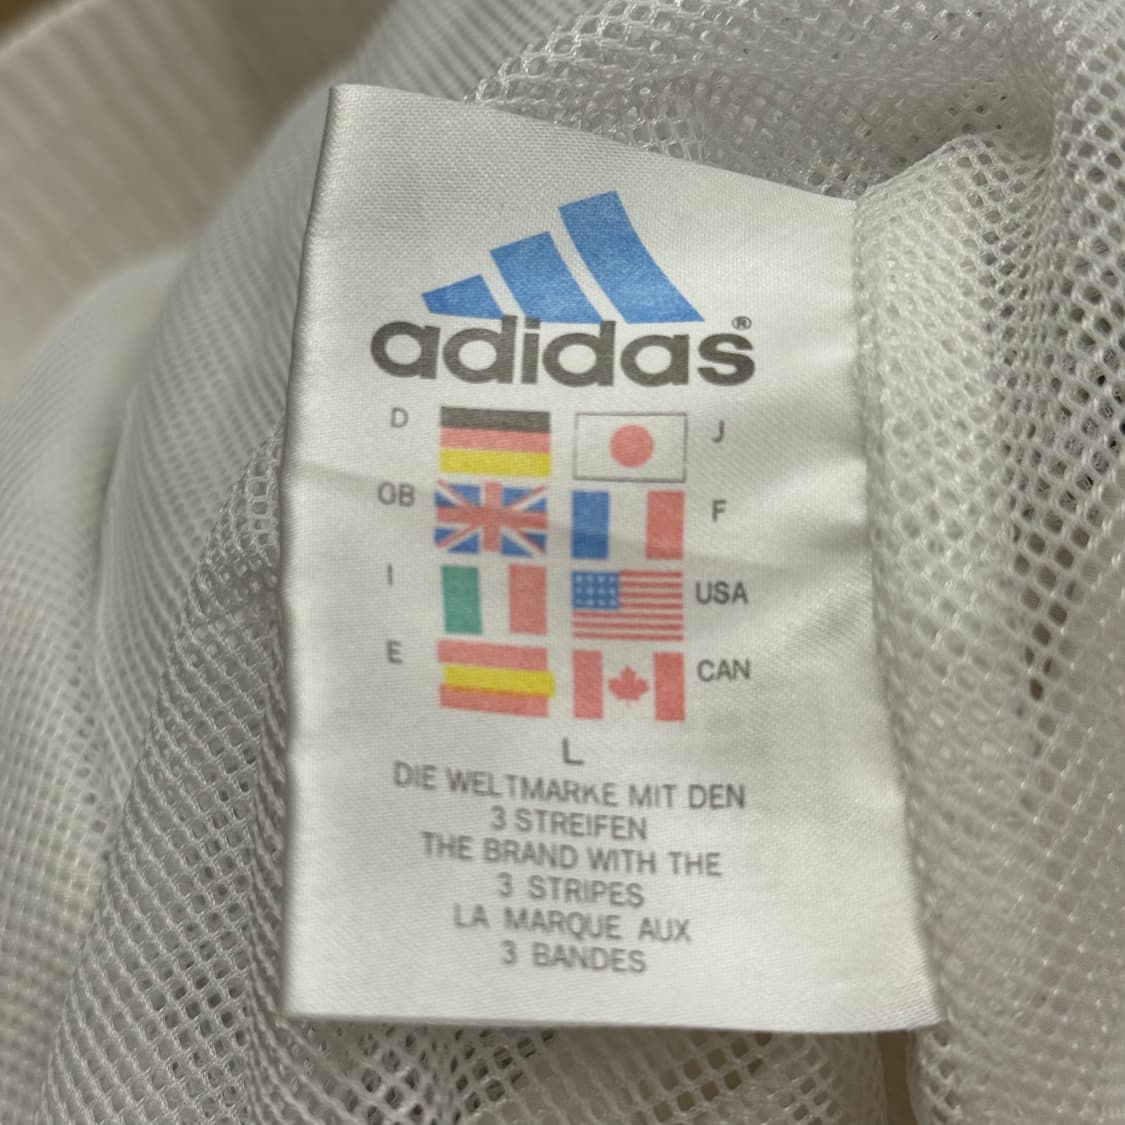 adidas®
D
J
GB
F
I
USA
E
CAN
L
DIE WELTMARKE MIT DEN
3 STREIFEN
THE BRAND WITH THE
3 STRIPES
LA MARQUE AUX
3 BANDES